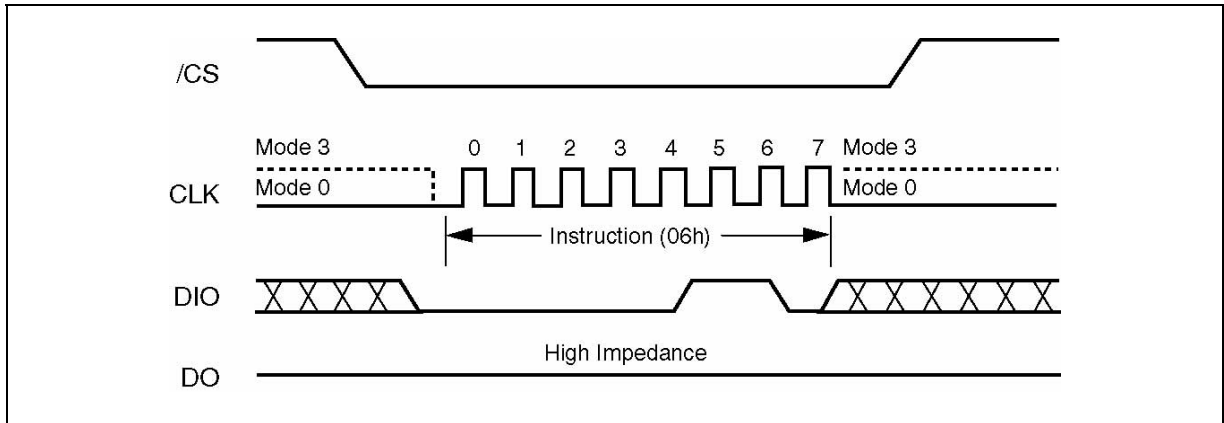 /CS
Mode 3 0 1 2 3 4 5 6 7 Mode 3
CLK Mode 0 Mode 0
Instruction (06h)
DIO
High Impedance
DO